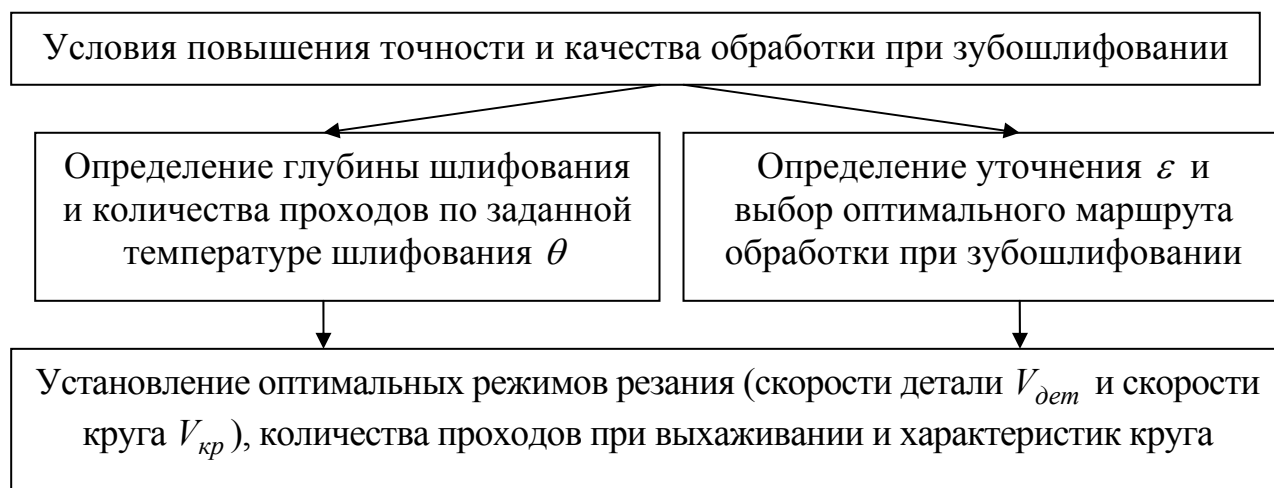 Условия повышения точности и качества обработки при зубошлифовании
Определение глубины шлифования
и количества проходов по заданной
температуре шлифования θ
Определение уточнения ε и
выбор оптимального маршрута
обработки при зубошлифовании
Установление оптимальных режимов резания (скорости детали V_дет и скорости
круга V_кр), количества проходов при выхаживании и характеристик круга